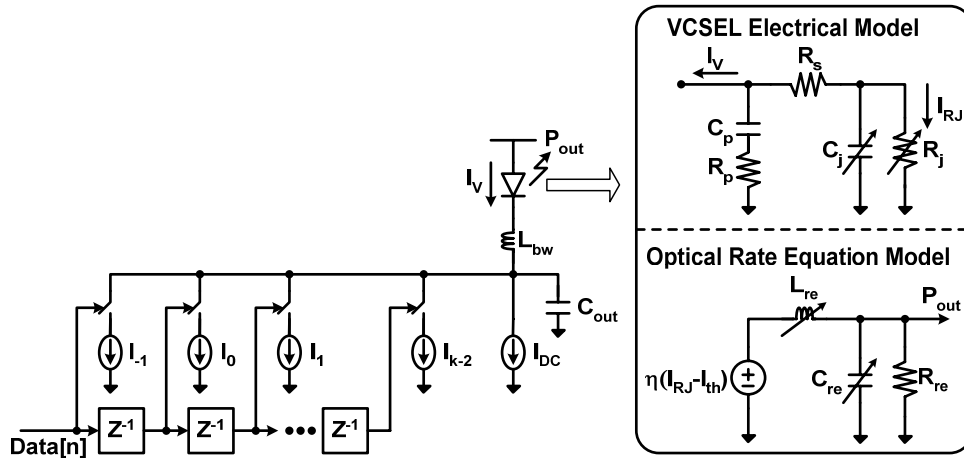 VCSEL Electrical Model
I_V
R_s
I_RJ
C_p
R_p
C_j
R_j
P_out
I_V
L_bw
C_out
I_-1
I_0
I_1
I_k-2
I_DC
Data[n]
Z^-1
Z^-1
•••
Z^-1
Optical Rate Equation Model
L_re
P_out
η(I_RJ-I_th)
+
-
C_re
R_re